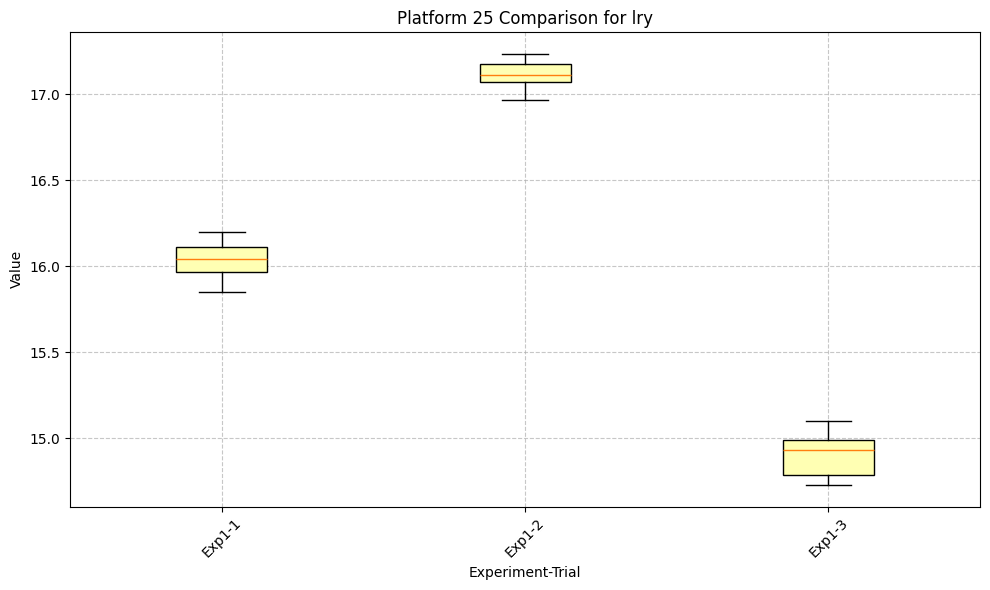 Platform 25 Comparison for lry
Value
17.0
16.5
16.0
15.5
15.0
Exp1-1
Exp1-2
Exp1-3
Experiment-Trial